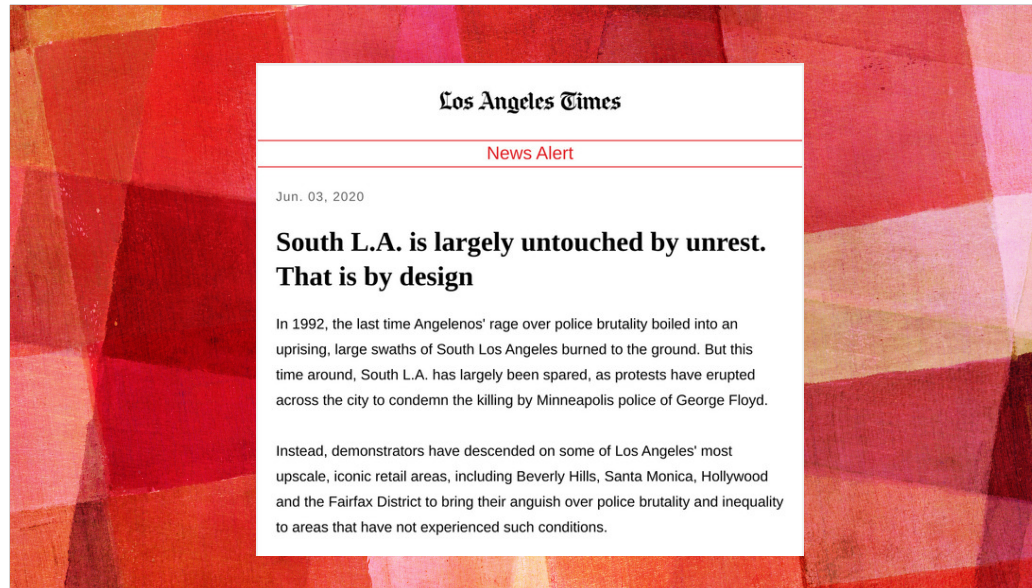 Los Angeles Times
News Alert
Jun. 03, 2020
South L.A. is largely untouched by unrest.
That is by design
In 1992, the last time Angelenos' rage over police brutality boiled into an
uprising, large swaths of South Los Angeles burned to the ground. But this
time around, South L.A. has largely been spared, as protests have erupted
across the city to condemn the killing by Minneapolis police of George Floyd.
Instead, demonstrators have descended on some of Los Angeles' most
upscale, iconic retail areas, including Beverly Hills, Santa Monica, Hollywood
and the Fairfax District to bring their anguish over police brutality and inequality
to areas that have not experienced such conditions.